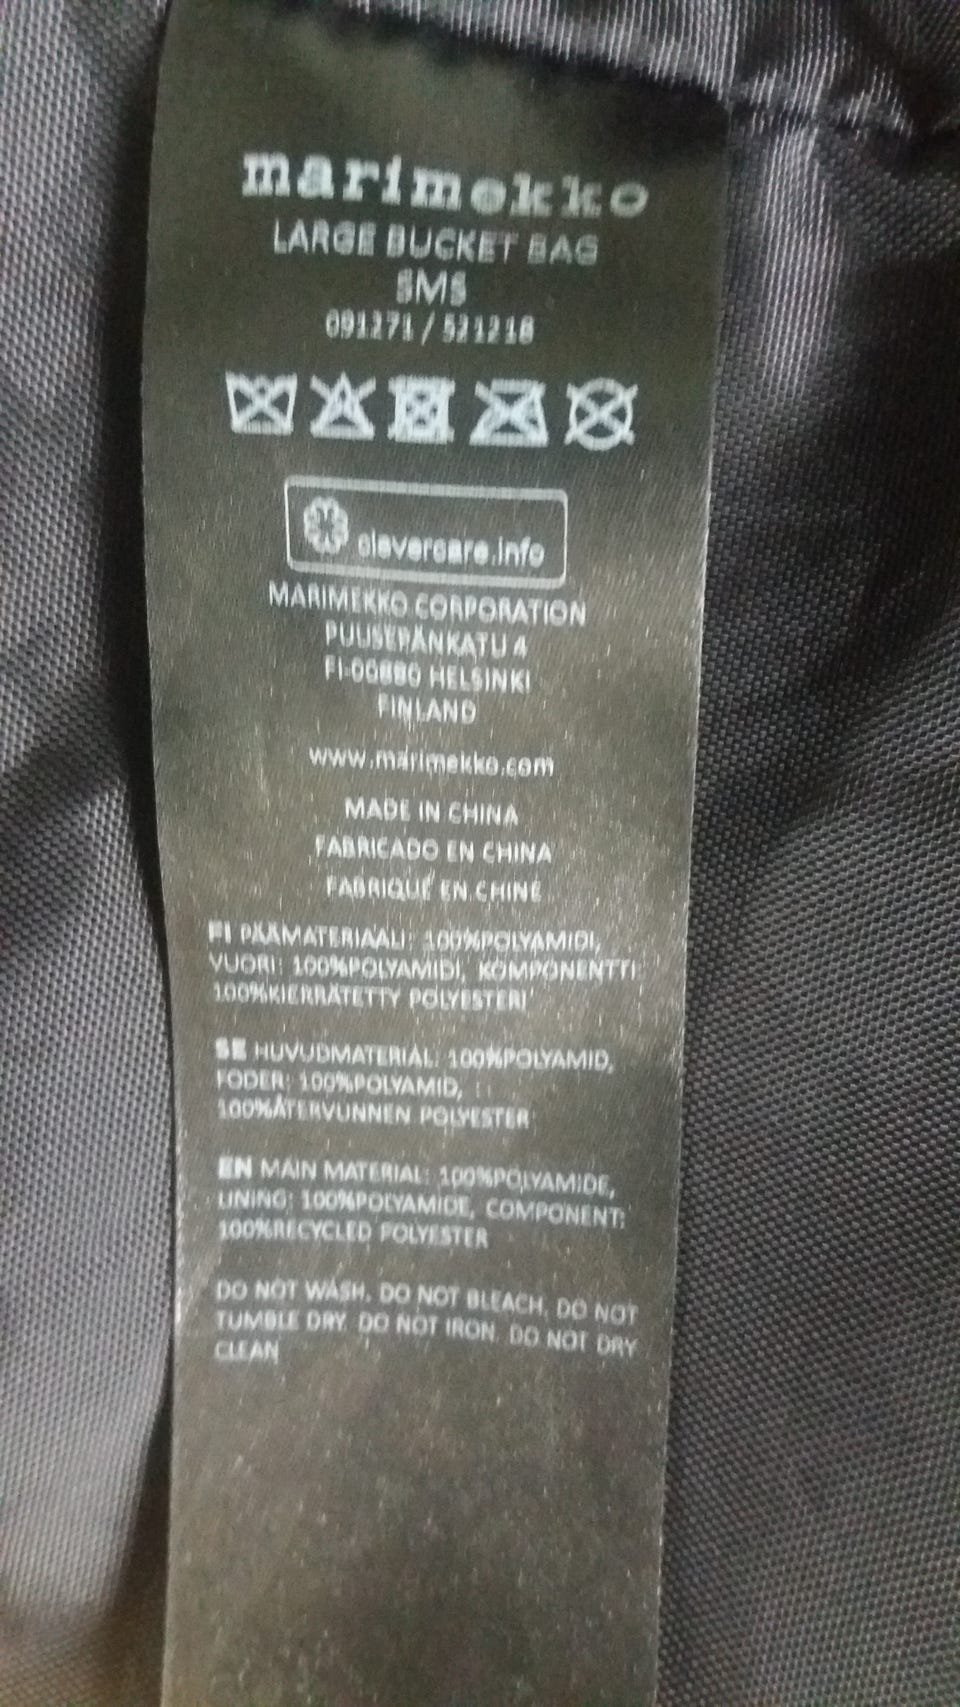 marimekko
LARGE BUCKET BAG
SMS
091271 / 521218
clevercare.info
MARIMEKKO CORPORATION
PUUSEPÄNKATU 4
FI-00880 HELSINKI
FINLAND
www.marimekko.com
MADE IN CHINA
FABRICADO EN CHINA
FABRIQUÉ EN CHINE
FI PÄÄMATERIAALI: 100%POLYAMIDI,
VUORI: 100%POLYAMIDI, KOMPONENTTI:
100%KIERRÄTETTY POLYESTERI
SE HUVUDMATERIAL: 100%POLYAMID,
FODER: 100%POLYAMID,
100%ÅTERVUNNEN POLYESTER
EN MAIN MATERIAL: 100%POLYAMIDE,
LINING: 100%POLYAMIDE, COMPONENT:
100%RECYCLED POLYESTER
DO NOT WASH, DO NOT BLEACH, DO NOT
TUMBLE DRY, DO NOT IRON, DO NOT DRY
CLEAN